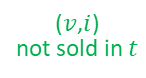 (v,i)
not sold in t